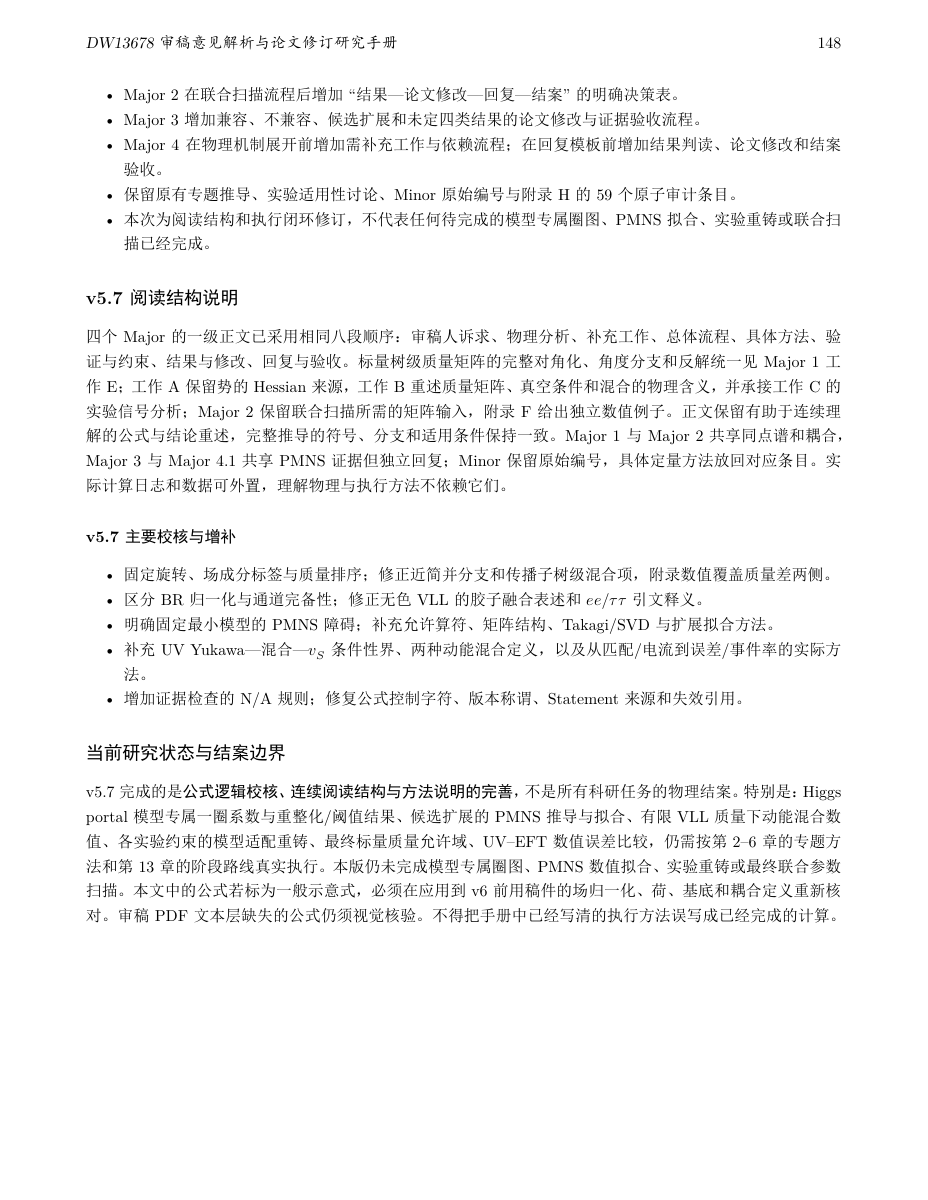 DW13678 审稿意见解析与论文修订研究手册 148
• Major 2 在联合扫描流程后增加 “结果—论文修改—回复—结案” 的明确决策表。
• Major 3 增加兼容、不兼容、候选扩展和未定四类结果的论文修改与证据验收流程。
• Major 4 在物理机制展开前增加需补充工作与依赖流程；在回复模板前增加结果判读、论文修改和结案
验收。
• 保留原有专题推导、实验适用性讨论、Minor 原始编号与附录 H 的 59 个原子审计条目。
• 本次为阅读结构和执行闭环修订，不代表任何待完成的模型专属圈图、PMNS 拟合、实验重铸或联合扫
描已经完成。
v5.7 阅读结构说明
四个 Major 的一级正文已采用相同八段顺序：审稿人诉求、物理分析、补充工作、总体流程、具体方法、验
证与约束、结果与修改、回复与验收。标量树级质量矩阵的完整对角化、角度分支和反解统一见 Major 1 工
作 E；工作 A 保留势的 Hessian 来源，工作 B 重述质量矩阵、真空条件和混合的物理含义，并承接工作 C 的
实验信号分析；Major 2 保留联合扫描所需的矩阵输入，附录 F 给出独立数值例子。正文保留有助于连续理
解的公式与结论重述，完整推导的符号、分支和适用条件保持一致。Major 1 与 Major 2 共享同点谱和耦合，
Major 3 与 Major 4.1 共享 PMNS 证据但独立回复；Minor 保留原始编号，具体定量方法放回对应条目。实
际计算日志和数据可外置，理解物理与执行方法不依赖它们。
v5.7 主要校核与增补
• 固定旋转、场成分标签与质量排序；修正近简并分支和传播子树级混合项，附录数值覆盖质量差两侧。
• 区分 BR 归一化与通道完备性；修正无色 VLL 的胶子融合表述和 ee/ττ 引文释义。
• 明确固定最小模型的 PMNS 障碍；补充允许算符、矩阵结构、Takagi/SVD 与扩展拟合方法。
• 补充 UV Yukawa—混合—v_S 条件性界、两种动能混合定义，以及从匹配/电流到误差/事件率的实际方
法。
• 增加证据检查的 N/A 规则；修复公式控制字符、版本称谓、Statement 来源和失效引用。
当前研究状态与结案边界
v5.7 完成的是公式逻辑校核、连续阅读结构与方法说明的完善，不是所有科研任务的物理结案。特别是：Higgs
portal 模型专属一圈系数与重整化/阈值结果、候选扩展的 PMNS 推导与拟合、有限 VLL 质量下动能混合数
值、各实验约束的模型适配重铸、最终标量质量允许域、UV–EFT 数值误差比较，仍需按第 2–6 章的专题方
法和第 13 章的阶段路线真实执行。本版仍未完成模型专属圈图、PMNS 数值拟合、实验重铸或最终联合参数
扫描。本文中的公式若标为一般示意式，必须在应用到 v6 前用稿件的场归一化、荷、基底和耦合定义重新核
对。审稿 PDF 文本层缺失的公式仍须视觉核验。不得把手册中已经写清的执行方法误写成已经完成的计算。